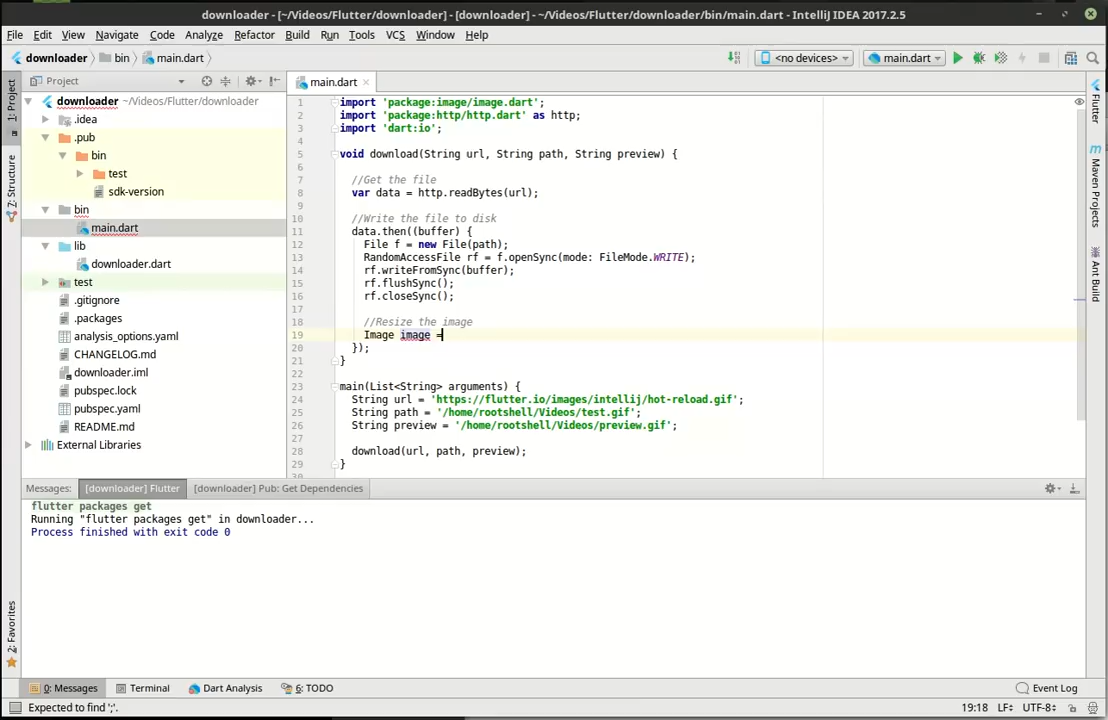 downloader - [~/Videos/Flutter/downloader] - [downloader] - ~/Videos/Flutter/downloader/bin/main.dart - IntelliJ IDEA 2017.2.5
File Edit View Navigate Code Analyze Refactor Build Run Tools VCS Window Help
downloader bin main.dart <no devices> main.dart
Project
main.dart
1: Project
Z: Structure
2: Favorites
downloader ~/Videos/Flutter/downloader
.idea
.pub
bin
test
sdk-version
bin
main.dart
lib
downloader.dart
test
.gitignore
.packages
analysis_options.yaml
CHANGELOG.md
downloader.iml
pubspec.lock
pubspec.yaml
README.md
External Libraries
1 import 'package:image/image.dart';
2 import 'package:http/http.dart' as http;
3 import 'dart:io';
4
5 void download(String url, String path, String preview) {
6
7 //Get the file
8 var data = http.readBytes(url);
9
10 //Write the file to disk
11 data.then((buffer) {
12 File f = new File(path);
13 RandomAccessFile rf = f.openSync(mode: FileMode.WRITE);
14 rf.writeFromSync(buffer);
15 rf.flushSync();
16 rf.closeSync();
17
18 //Resize the image
19 Image image =
20 });
21 }
22
23 main(List<String> arguments) {
24 String url = 'https://flutter.io/images/intellij/hot-reload.gif';
25 String path = '/home/rootshell/Videos/test.gif';
26 String preview = '/home/rootshell/Videos/preview.gif';
27
28 download(url, path, preview);
29 }
30
Flutter
Maven Projects
Ant Build
Messages: [downloader] Flutter [downloader] Pub: Get Dependencies
flutter packages get
Running "flutter packages get" in downloader...
Process finished with exit code 0
0: Messages Terminal Dart Analysis 6: TODO Event Log
Expected to find ';'. 19:18 LF÷ UTF-8÷